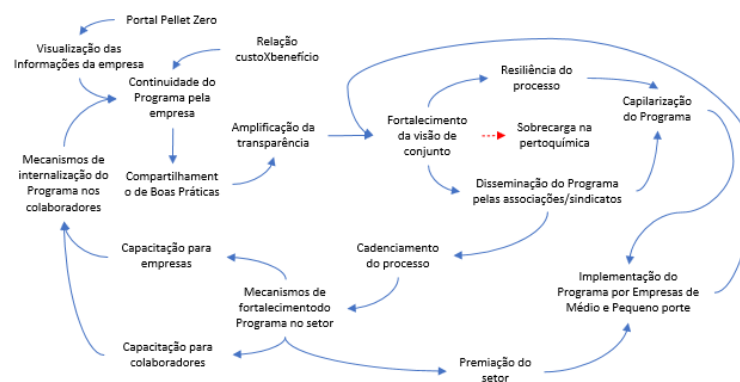 Portal Pellet Zero
Visualização das
Informações da empresa
Relação
custoXbenefício
Continuidade do
Programa pela
empresa
Resiliência do
processo
Capilarização
do Programa
Amplificação da
transparência
Fortalecimento
da visão de
conjunto
Sobrecarga na
pertoquímica
Mecanismos de
internalização do
Programa nos
colaboradores
Compartilhament
o de Boas Práticas
Disseminação do Programa
pelas associações/sindicatos
Capacitação para
empresas
Cadenciamento
do processo
Implementação do
Programa por Empresas de
Médio e Pequeno porte
Mecanismos de
fortalecimentodo
Programa no setor
Capacitação para
colaboradores
Premiação do
setor